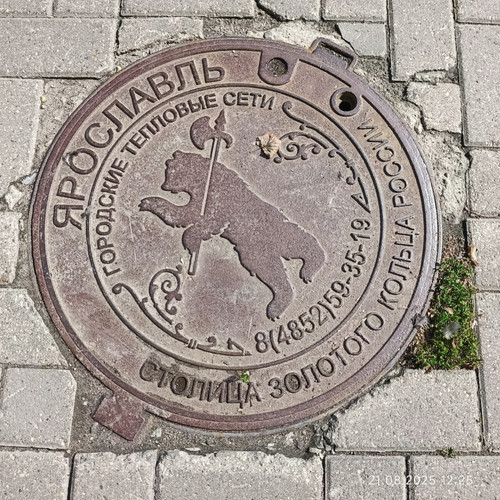 ЯРОСЛАВЛЬ
СТОЛИЦА ЗОЛОТОГО КОЛЬЦА РОССИИ
ГОРОДСКИЕ ТЕПЛОВЫЕ СЕТИ
8(4852)59-35-19
21.08.2025 12:26